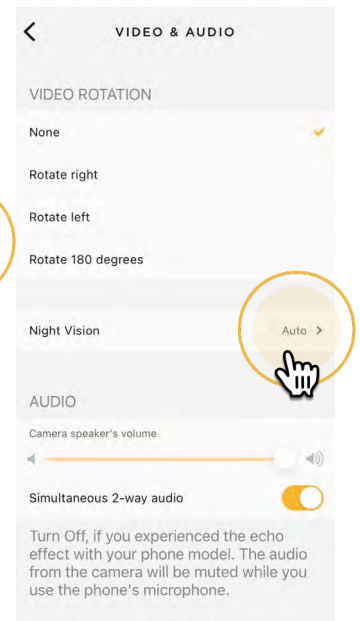 VIDEO & AUDIO
VIDEO ROTATION
None
Rotate right
Rotate left
Rotate 180 degrees
Night Vision Auto >
AUDIO
Camera speaker's volume
Simultaneous 2-way audio
Turn Off, if you experienced the echo
effect with your phone model. The audio
from the camera will be muted while you
use the phone's microphone.